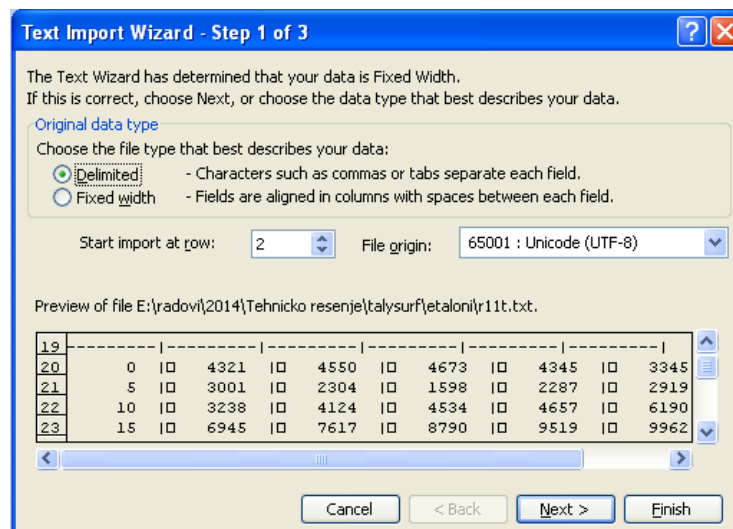 Text Import Wizard - Step 1 of 3
The Text Wizard has determined that your data is Fixed Width.
If this is correct, choose Next, or choose the data type that best describes your data.
Original data type
Choose the file type that best describes your data:
Delimited - Characters such as commas or tabs separate each field.
Fixed width - Fields are aligned in columns with spaces between each field.
Start import at row: 2 File origin: 65001 : Unicode (UTF-8)
Preview of file E:\radovi\2014\Tehnicko resenje\talysurf\etaloni\r11t.txt.
19 ---------|---------|---------|---------|---------|---------|
20 0 |□ 4321 |□ 4550 |□ 4673 |□ 4345 |□ 3345
21 5 |□ 3001 |□ 2304 |□ 1598 |□ 2287 |□ 2919
22 10 |□ 3238 |□ 4124 |□ 4534 |□ 4657 |□ 6190
23 15 |□ 6945 |□ 7617 |□ 8790 |□ 9519 |□ 9962
Cancel < Back Next > Finish